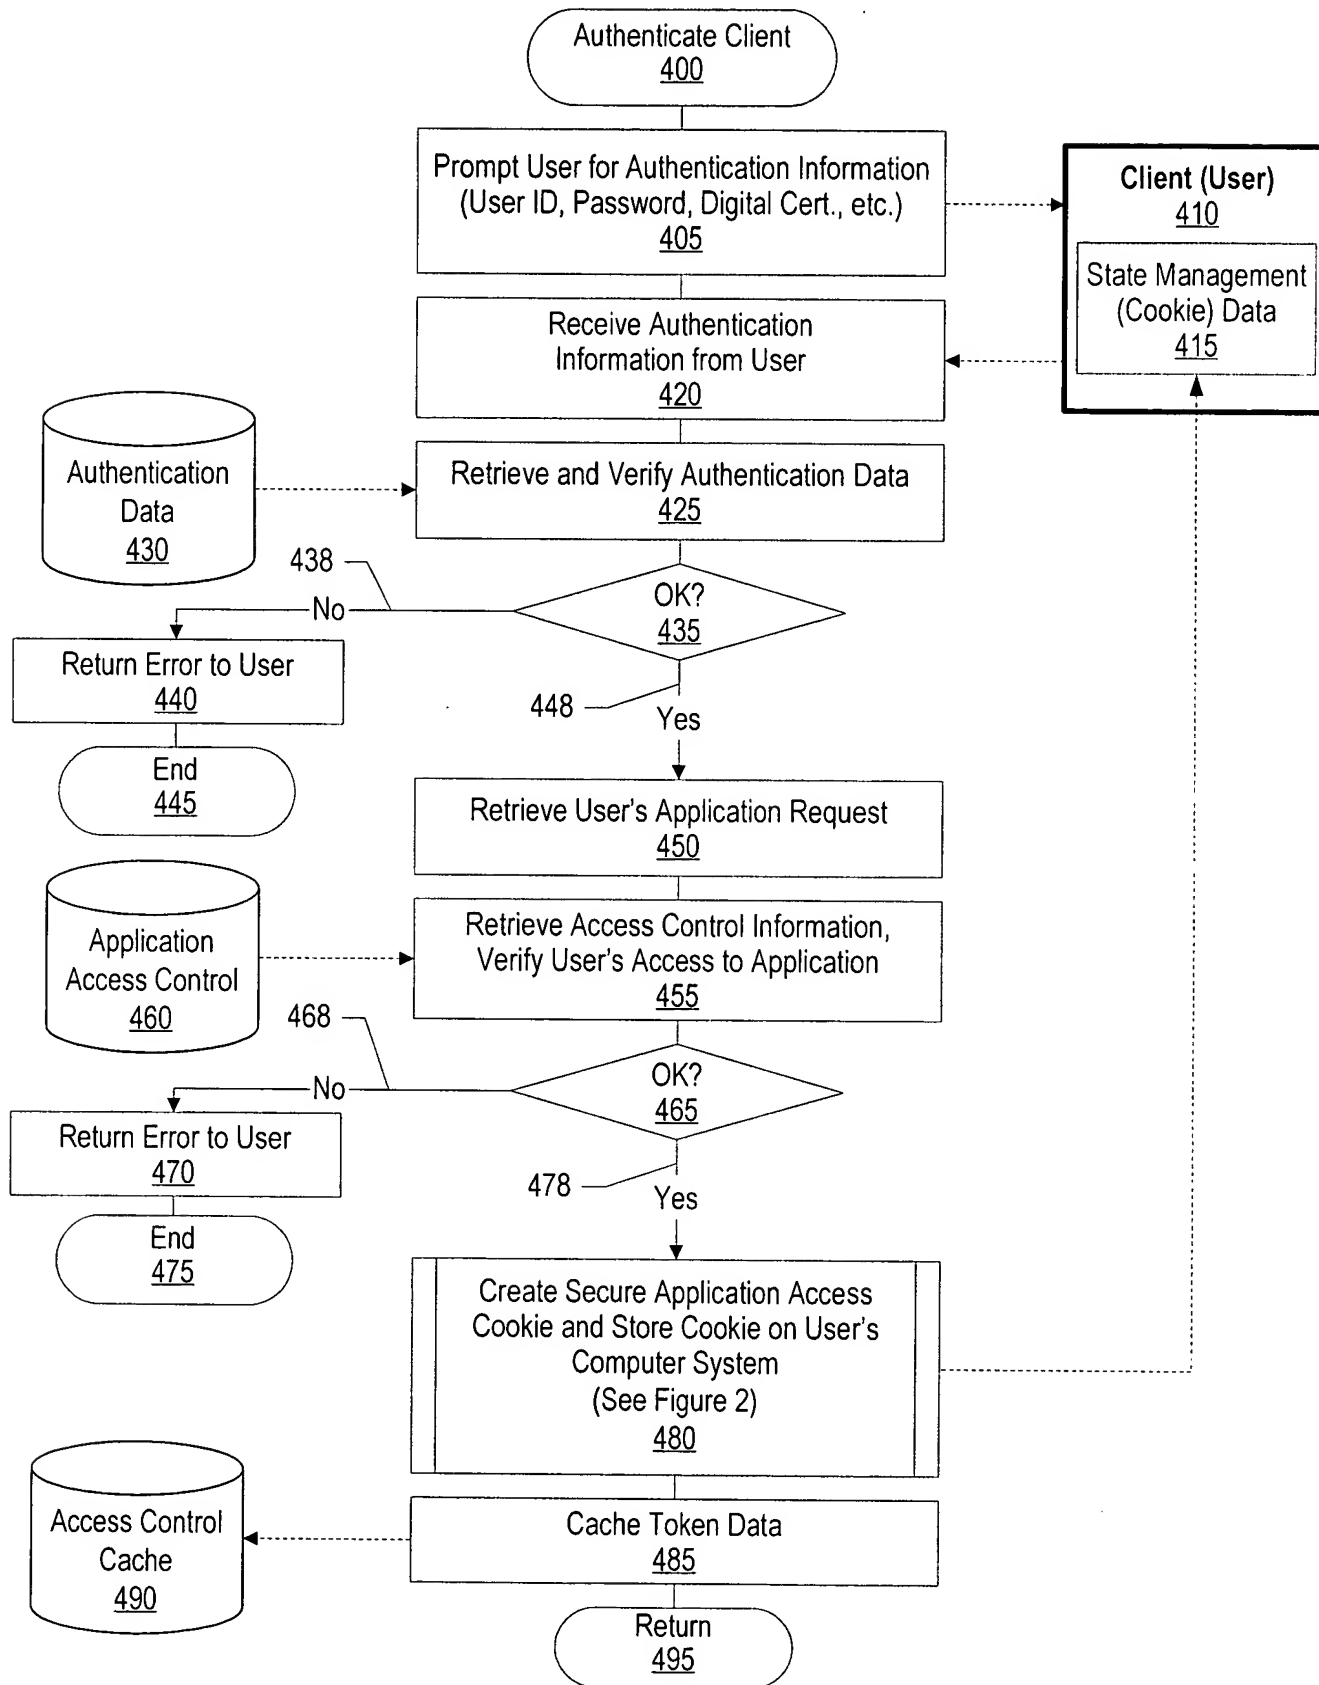 Authenticate Client
400
Prompt User for Authentication Information
(User ID, Password, Digital Cert., etc.)
405
Client (User)
410
State Management
(Cookie) Data
415
Receive Authentication
Information from User
420
Authentication
Data
430
Retrieve and Verify Authentication Data
425
438
No
OK?
435
Return Error to User
440
448
Yes
End
445
Retrieve User's Application Request
450
Application
Access Control
460
Retrieve Access Control Information,
Verify User's Access to Application
455
468
No
OK?
465
Return Error to User
470
478
Yes
End
475
Create Secure Application Access
Cookie and Store Cookie on User's
Computer System
(See Figure 2)
480
Access Control
Cache
490
Cache Token Data
485
Return
495